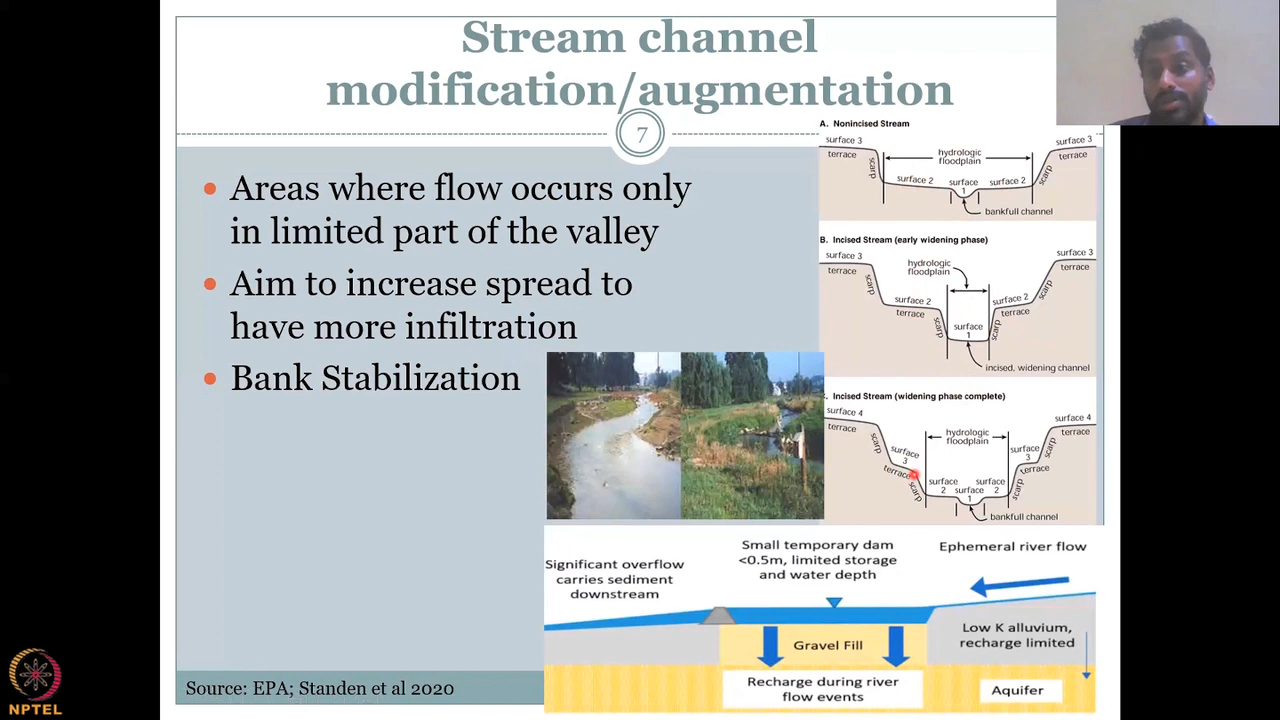 Stream channel
modification/augmentation
7
• Areas where flow occurs only
in limited part of the valley
• Aim to increase spread to
have more infiltration
• Bank Stabilization
A. Nonincised Stream
surface 3
terrace
scarp
hydrologic
floodplain
surface 2
surface
1
surface 2
scarp
surface 3
terrace
bankfull channel
B. Incised Stream (early widening phase)
surface 3
terrace
scarp
hydrologic
floodplain
surface 2
terrace
scarp
surface
1
scarp
surface 2
terrace
scarp
surface 3
terrace
incised, widening channel
. Incised Stream (widening phase complete)
surface 4
terrace
scarp
surface
3
terrace
scarp
hydrologic
floodplain
surface
2
surface
1
surface
2
scarp
surface
3
terrace
scarp
surface 4
terrace
bankfull channel
Significant overflow
carries sediment
downstream
Small temporary dam
<0.5m, limited storage
and water depth
Ephemeral river flow
Gravel Fill
Low K alluvium,
recharge limited
Recharge during river
flow events
Aquifer
Source: EPA; Standen et al 2020
NPTEL